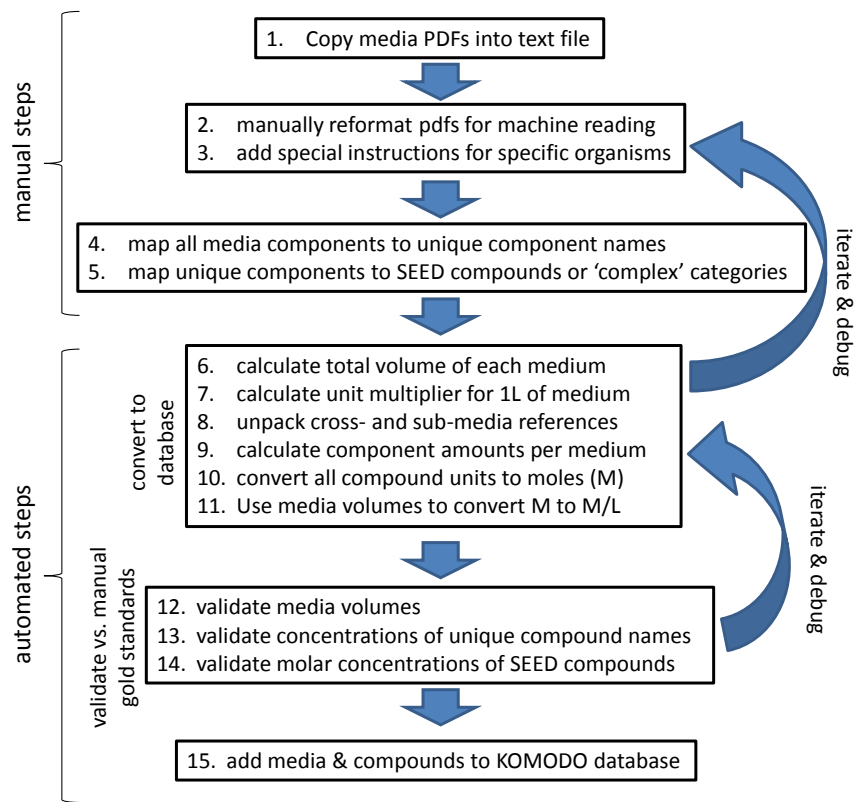 manual steps
1. Copy media PDFs into text file
2. manually reformat pdfs for machine reading
3. add special instructions for specific organisms
4. map all media components to unique component names
5. map unique components to SEED compounds or ‘complex’ categories
iterate & debug
automated steps
convert to
database
6. calculate total volume of each medium
7. calculate unit multiplier for 1L of medium
8. unpack cross- and sub-media references
9. calculate component amounts per medium
10. convert all compound units to moles (M)
11. Use media volumes to convert M to M/L
iterate & debug
validate vs. manual
gold standards
12. validate media volumes
13. validate concentrations of unique compound names
14. validate molar concentrations of SEED compounds
15. add media & compounds to KOMODO database